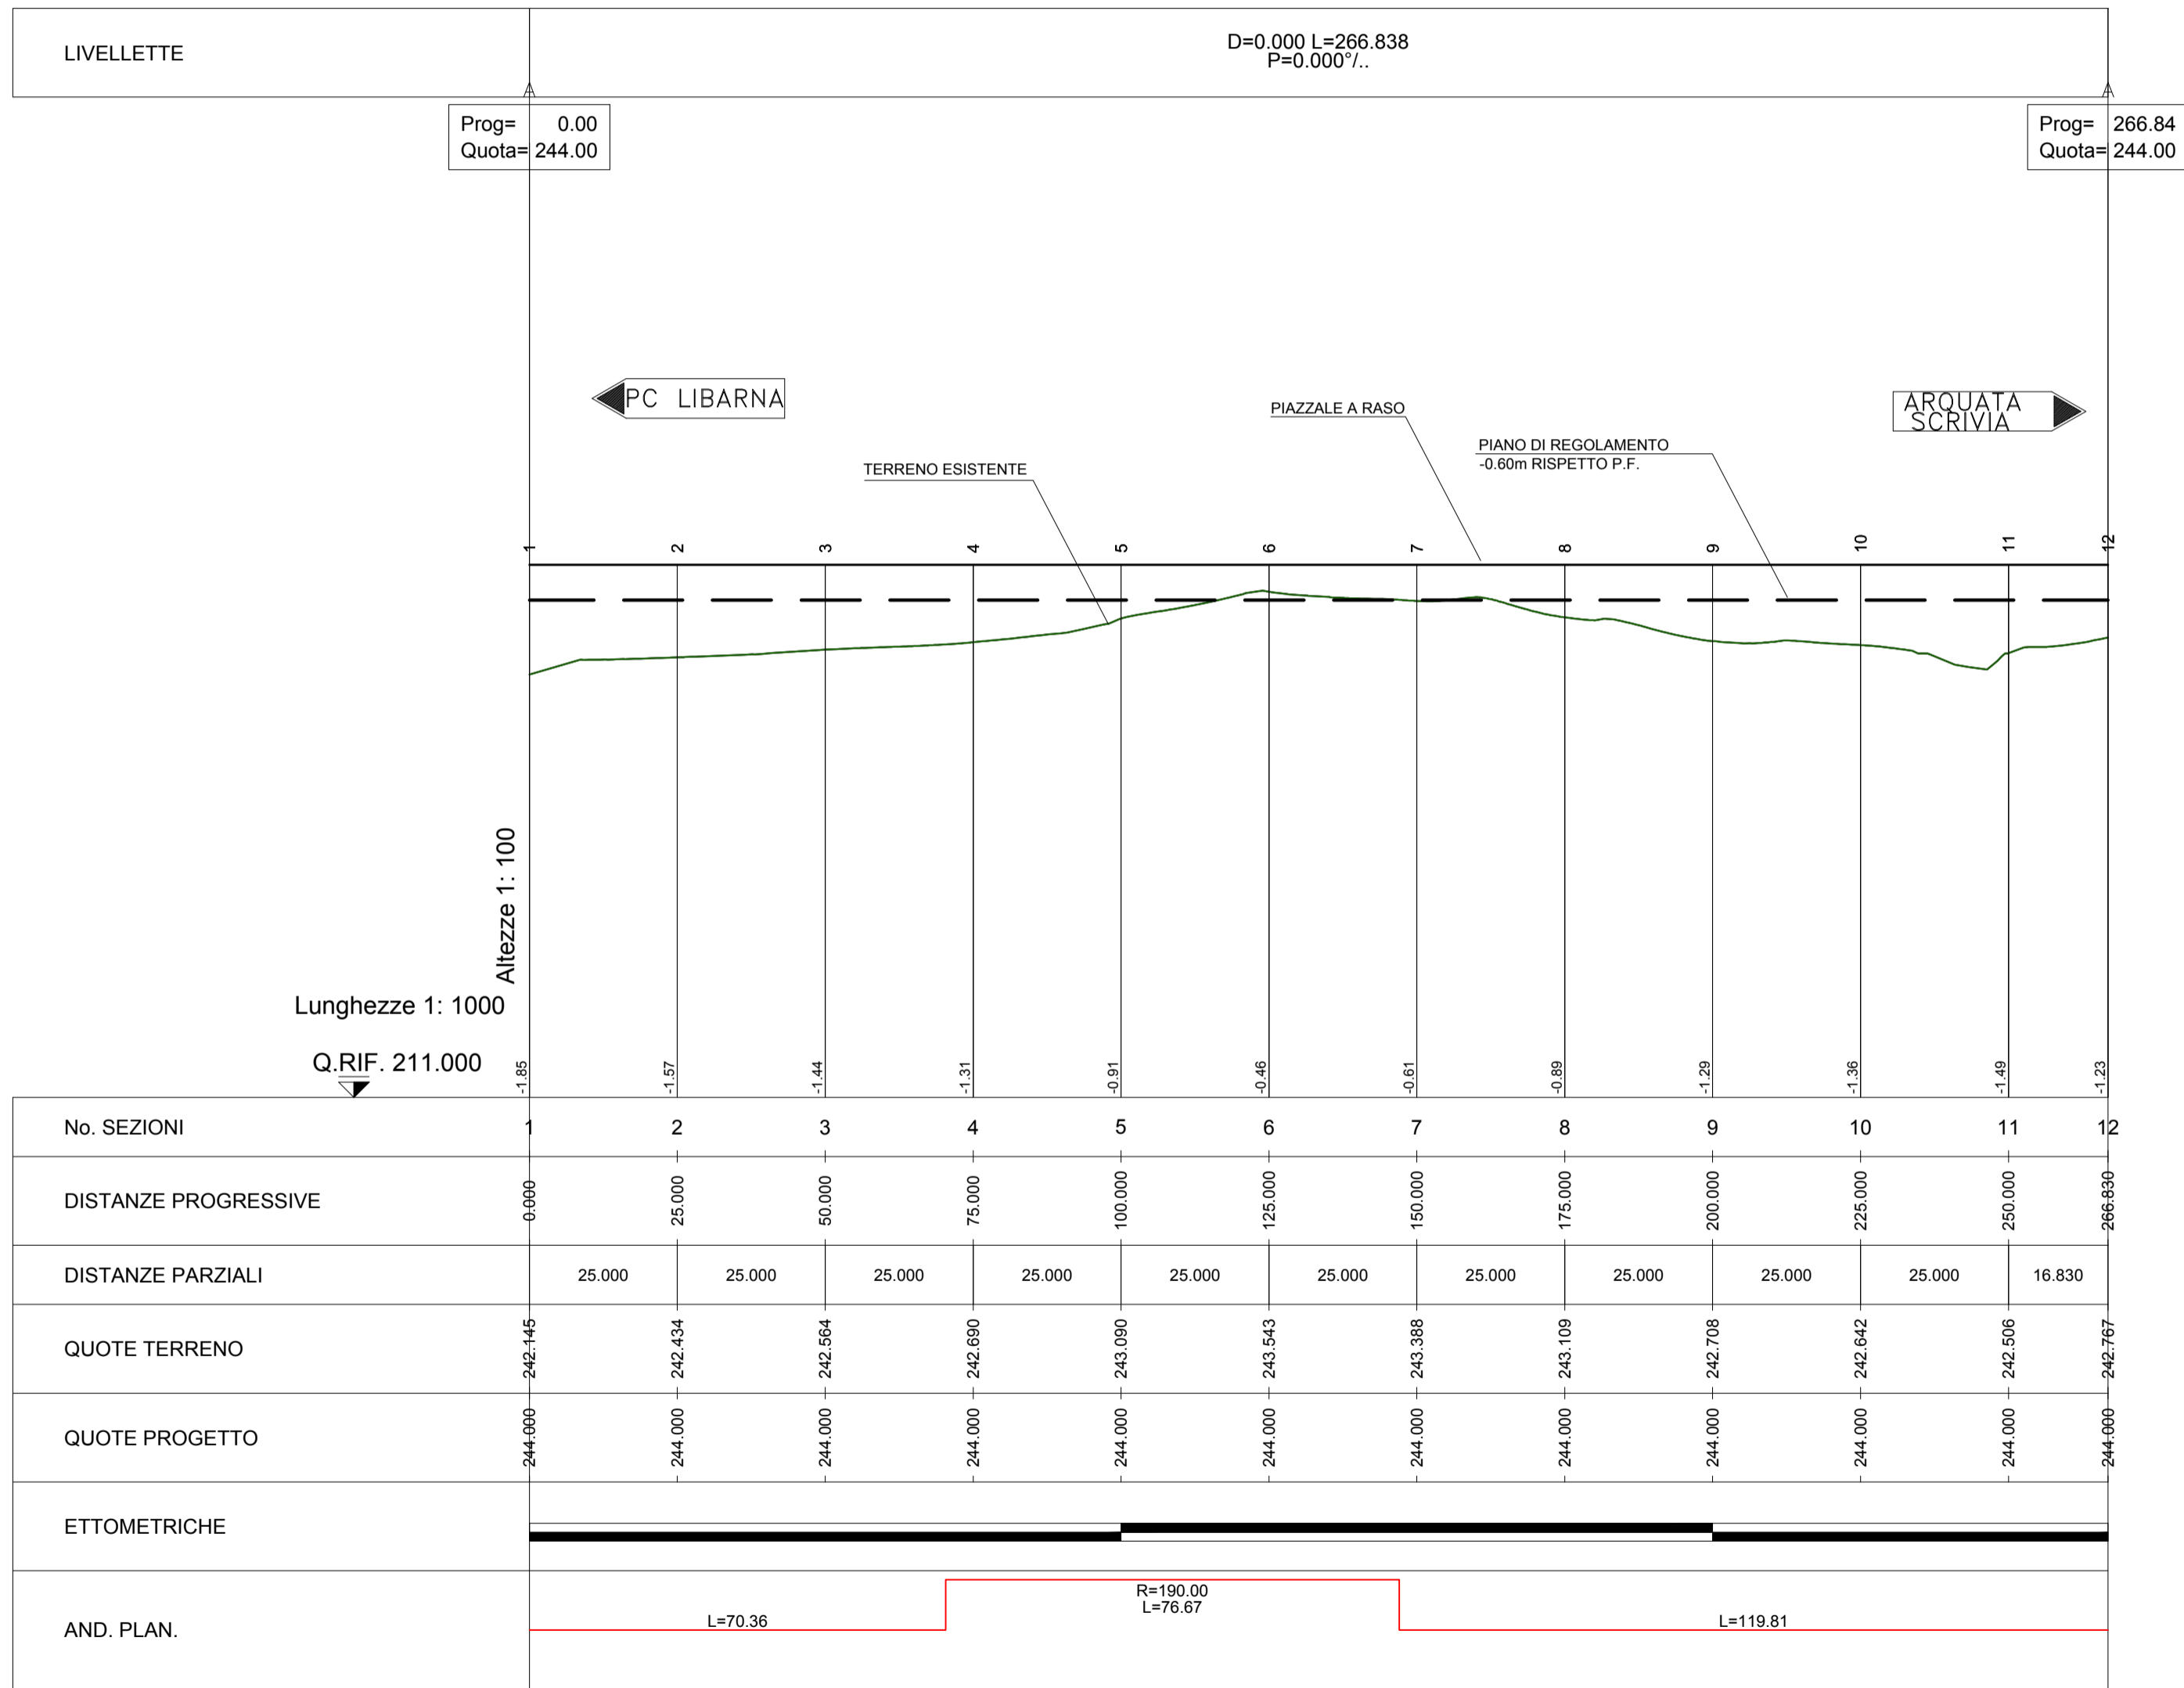 LIVELLETTE
D=0.000 L=266.838
P=0.000°/..
Prog= 0.00
Quota= 244.00
Prog= 266.84
Quota= 244.00
PC LIBARNA
ARQUATA
SCRIVIA
PIAZZALE A RASO
PIANO DI REGOLAMENTO
-0.60m RISPETTO P.F.
TERRENO ESISTENTE
1 2 3 4 5 6 7 8 9 10 11 12
Altezze 1: 100
Lunghezze 1: 1000
Q.RIF. 211.000
-1.85 -1.57 -1.44 -1.31 -0.91 -0.46 -0.61 -0.89 -1.29 -1.36 -1.49 -1.23
No. SEZIONI 1 2 3 4 5 6 7 8 9 10 11 12
DISTANZE PROGRESSIVE 0.000 25.000 50.000 75.000 100.000 125.000 150.000 175.000 200.000 225.000 250.000 266.830
DISTANZE PARZIALI 25.000 25.000 25.000 25.000 25.000 25.000 25.000 25.000 25.000 25.000 16.830
QUOTE TERRENO 242.145 242.434 242.564 242.690 243.090 243.543 243.388 243.109 242.708 242.642 242.506 242.767
QUOTE PROGETTO 244.000 244.000 244.000 244.000 244.000 244.000 244.000 244.000 244.000 244.000 244.000 244.000
ETTOMETRICHE
AND. PLAN.
L=70.36
R=190.00
L=76.67
L=119.81